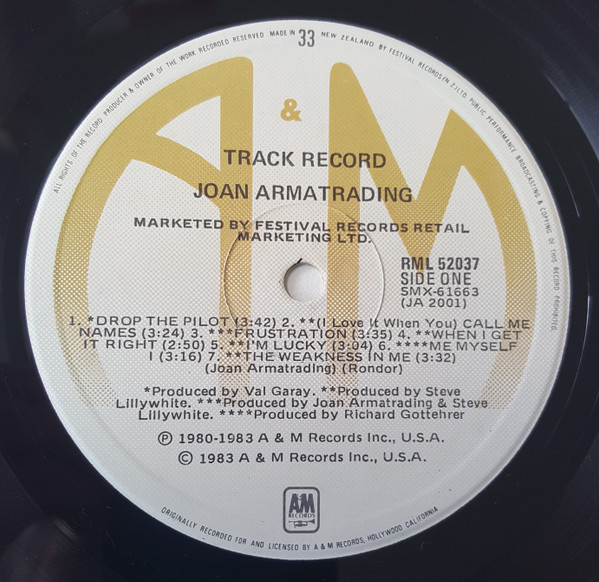 ALL RIGHTS OF THE RECORD PRODUCER & OWNER OF THE WORK RECORDED RESERVED. MADE IN 33 NEW ZEALAND BY FESTIVAL RECORDS(N.Z.)LTD. PUBLIC PERFORMANCE BROADCASTING & COPYING OF THIS RECORD PROHIBITED.
A & M
TRACK RECORD
JOAN ARMATRADING
MARKETED BY FESTIVAL RECORDS RETAIL
MARKETING LTD.
RML 52037
SIDE ONE
SMX-61663
(JA 2001)
1. *DROP THE PILOT (3:42) 2. **(I Love It When You) CALL ME
NAMES (3:24) 3. ***FRUSTRATION (3:35) 4. **WHEN I GET
IT RIGHT (2:50) 5. **I'M LUCKY (3:04) 6. ****ME MYSELF
I (3:16) 7. **THE WEAKNESS IN ME (3:32)
(Joan Armatrading) (Rondor)
*Produced by Val Garay. **Produced by Steve
Lillywhite. ***Produced by Joan Armatrading & Steve
Lillywhite. ****Produced by Richard Gottehrer
Ⓟ 1980-1983 A & M Records Inc., U.S.A.
© 1983 A & M Records Inc., U.S.A.
A&M
RECORDS
ORIGINALLY RECORDED FOR AND LICENSED BY A & M RECORDS, HOLLYWOOD CALIFORNIA